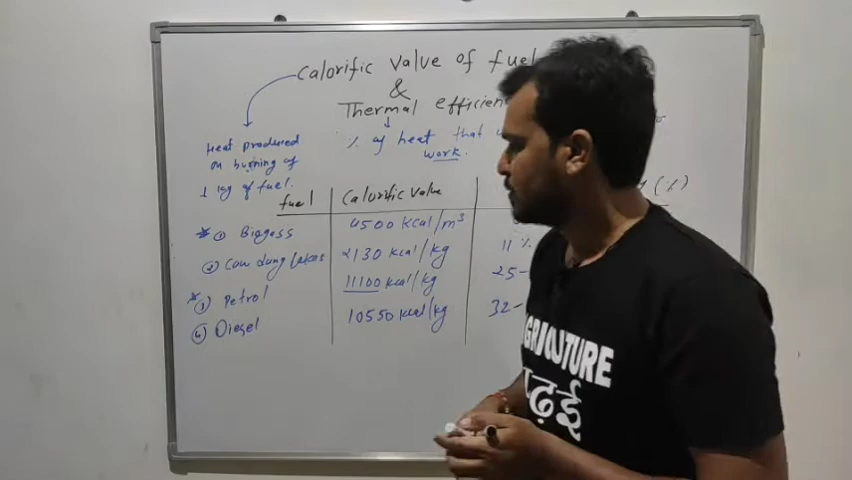 Calorific Value of fuel
&
Thermal efficien
Heat produced
on burning of
1 kg of fuel.
% of heat that
work.
fuel | Calorific Value | (%)
* ① Biogass | 4500 kcal/m³
② Cow dung Cakes | 2130 kcal/kg | 11 %
* ③ Petrol | 11100 kcal/kg | 25-
④ Diesel | 10550 kcal/kg | 32-
AGRICULTURE
पढ़ाई